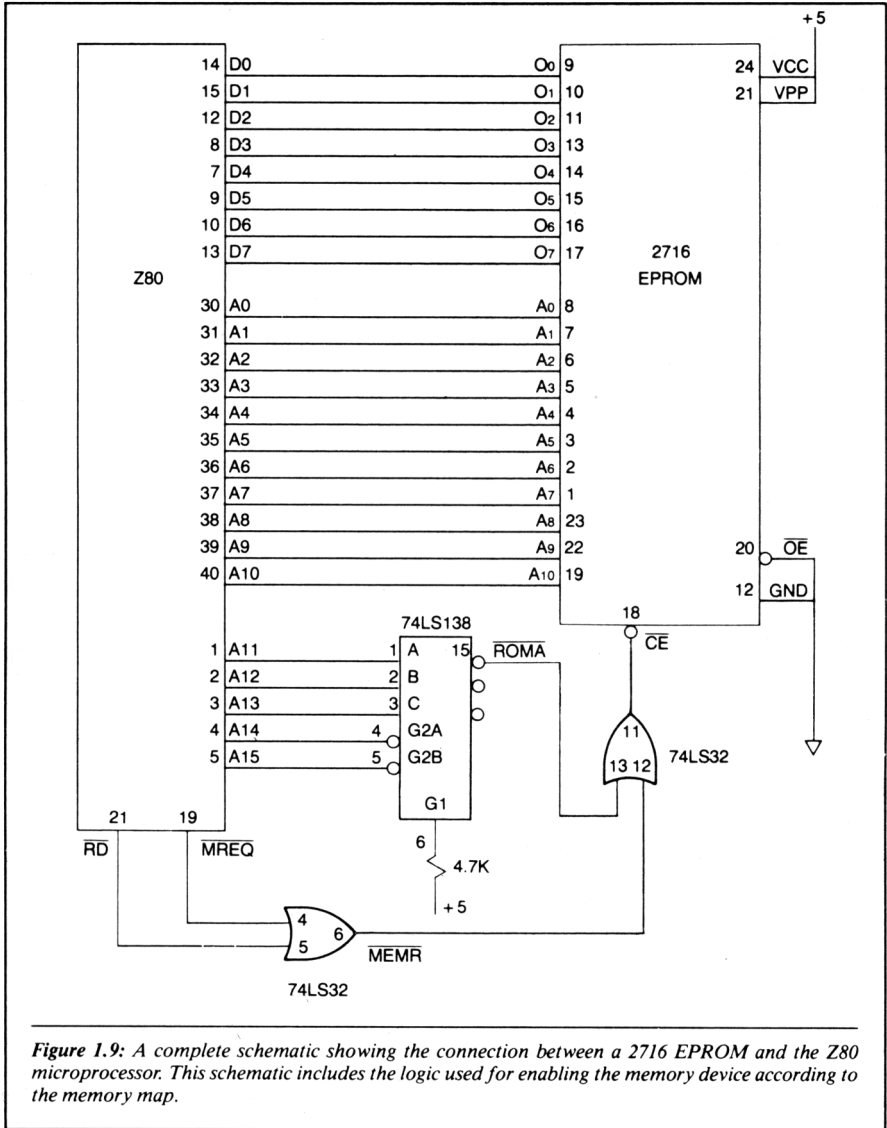 +5
14 D0 O0 9 24 VCC
15 D1 O1 10 21 VPP
12 D2 O2 11
8 D3 O3 13
7 D4 O4 14
9 D5 O5 15
10 D6 O6 16
13 D7 O7 17
Z80
2716
EPROM
30 A0 A0 8
31 A1 A1 7
32 A2 A2 6
33 A3 A3 5
34 A4 A4 4
35 A5 A5 3
36 A6 A6 2
37 A7 A7 1
38 A8 A8 23
39 A9 A9 22
20 OE
40 A10 A10 19
12 GND
18
CE
74LS138
1 A11 1 A 15 ROMA
2 A12 2 B
3 A13 3 C
4 A14 4 G2A
5 A15 5 G2B
G1
11
13 12
74LS32
21 19
RD MREQ
6
4.7K
+5
4
5
6
MEMR
74LS32
Figure 1.9: A complete schematic showing the connection between a 2716 EPROM and the Z80
microprocessor. This schematic includes the logic used for enabling the memory device according to
the memory map.